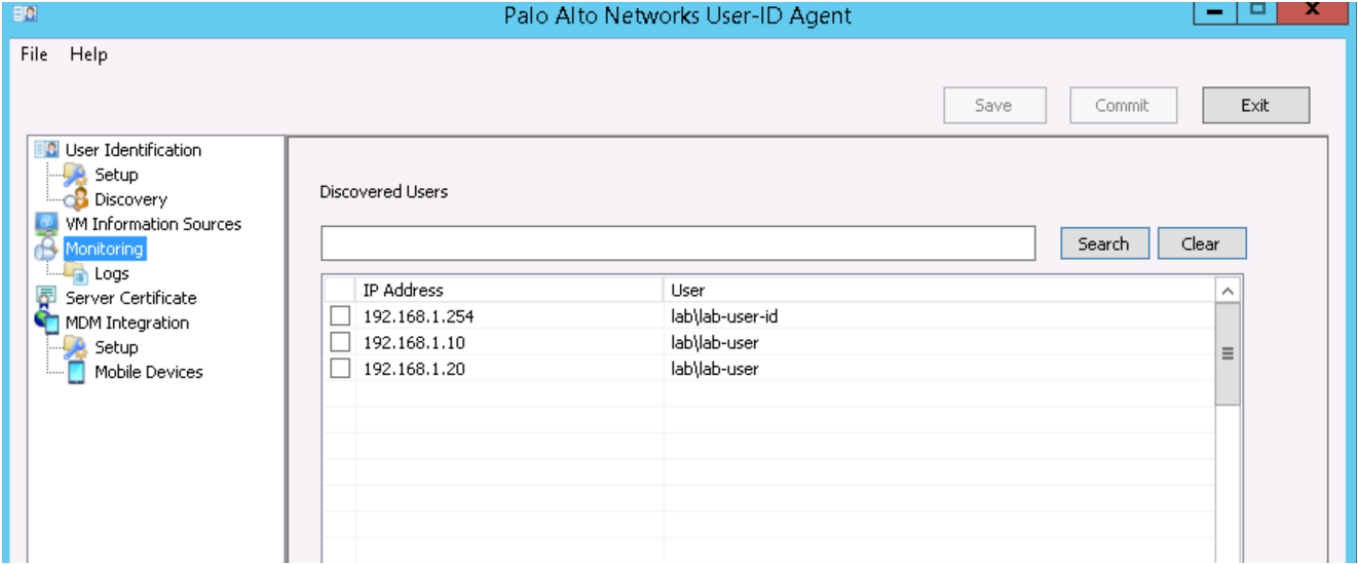 Palo Alto Networks User-ID Agent
File Help
Save Commit Exit
User Identification
Setup
Discovery
VM Information Sources
Monitoring
Logs
Server Certificate
MDM Integration
Setup
Mobile Devices
Discovered Users
Search Clear
IP Address User
192.168.1.254 lab\lab-user-id
192.168.1.10 lab\lab-user
192.168.1.20 lab\lab-user